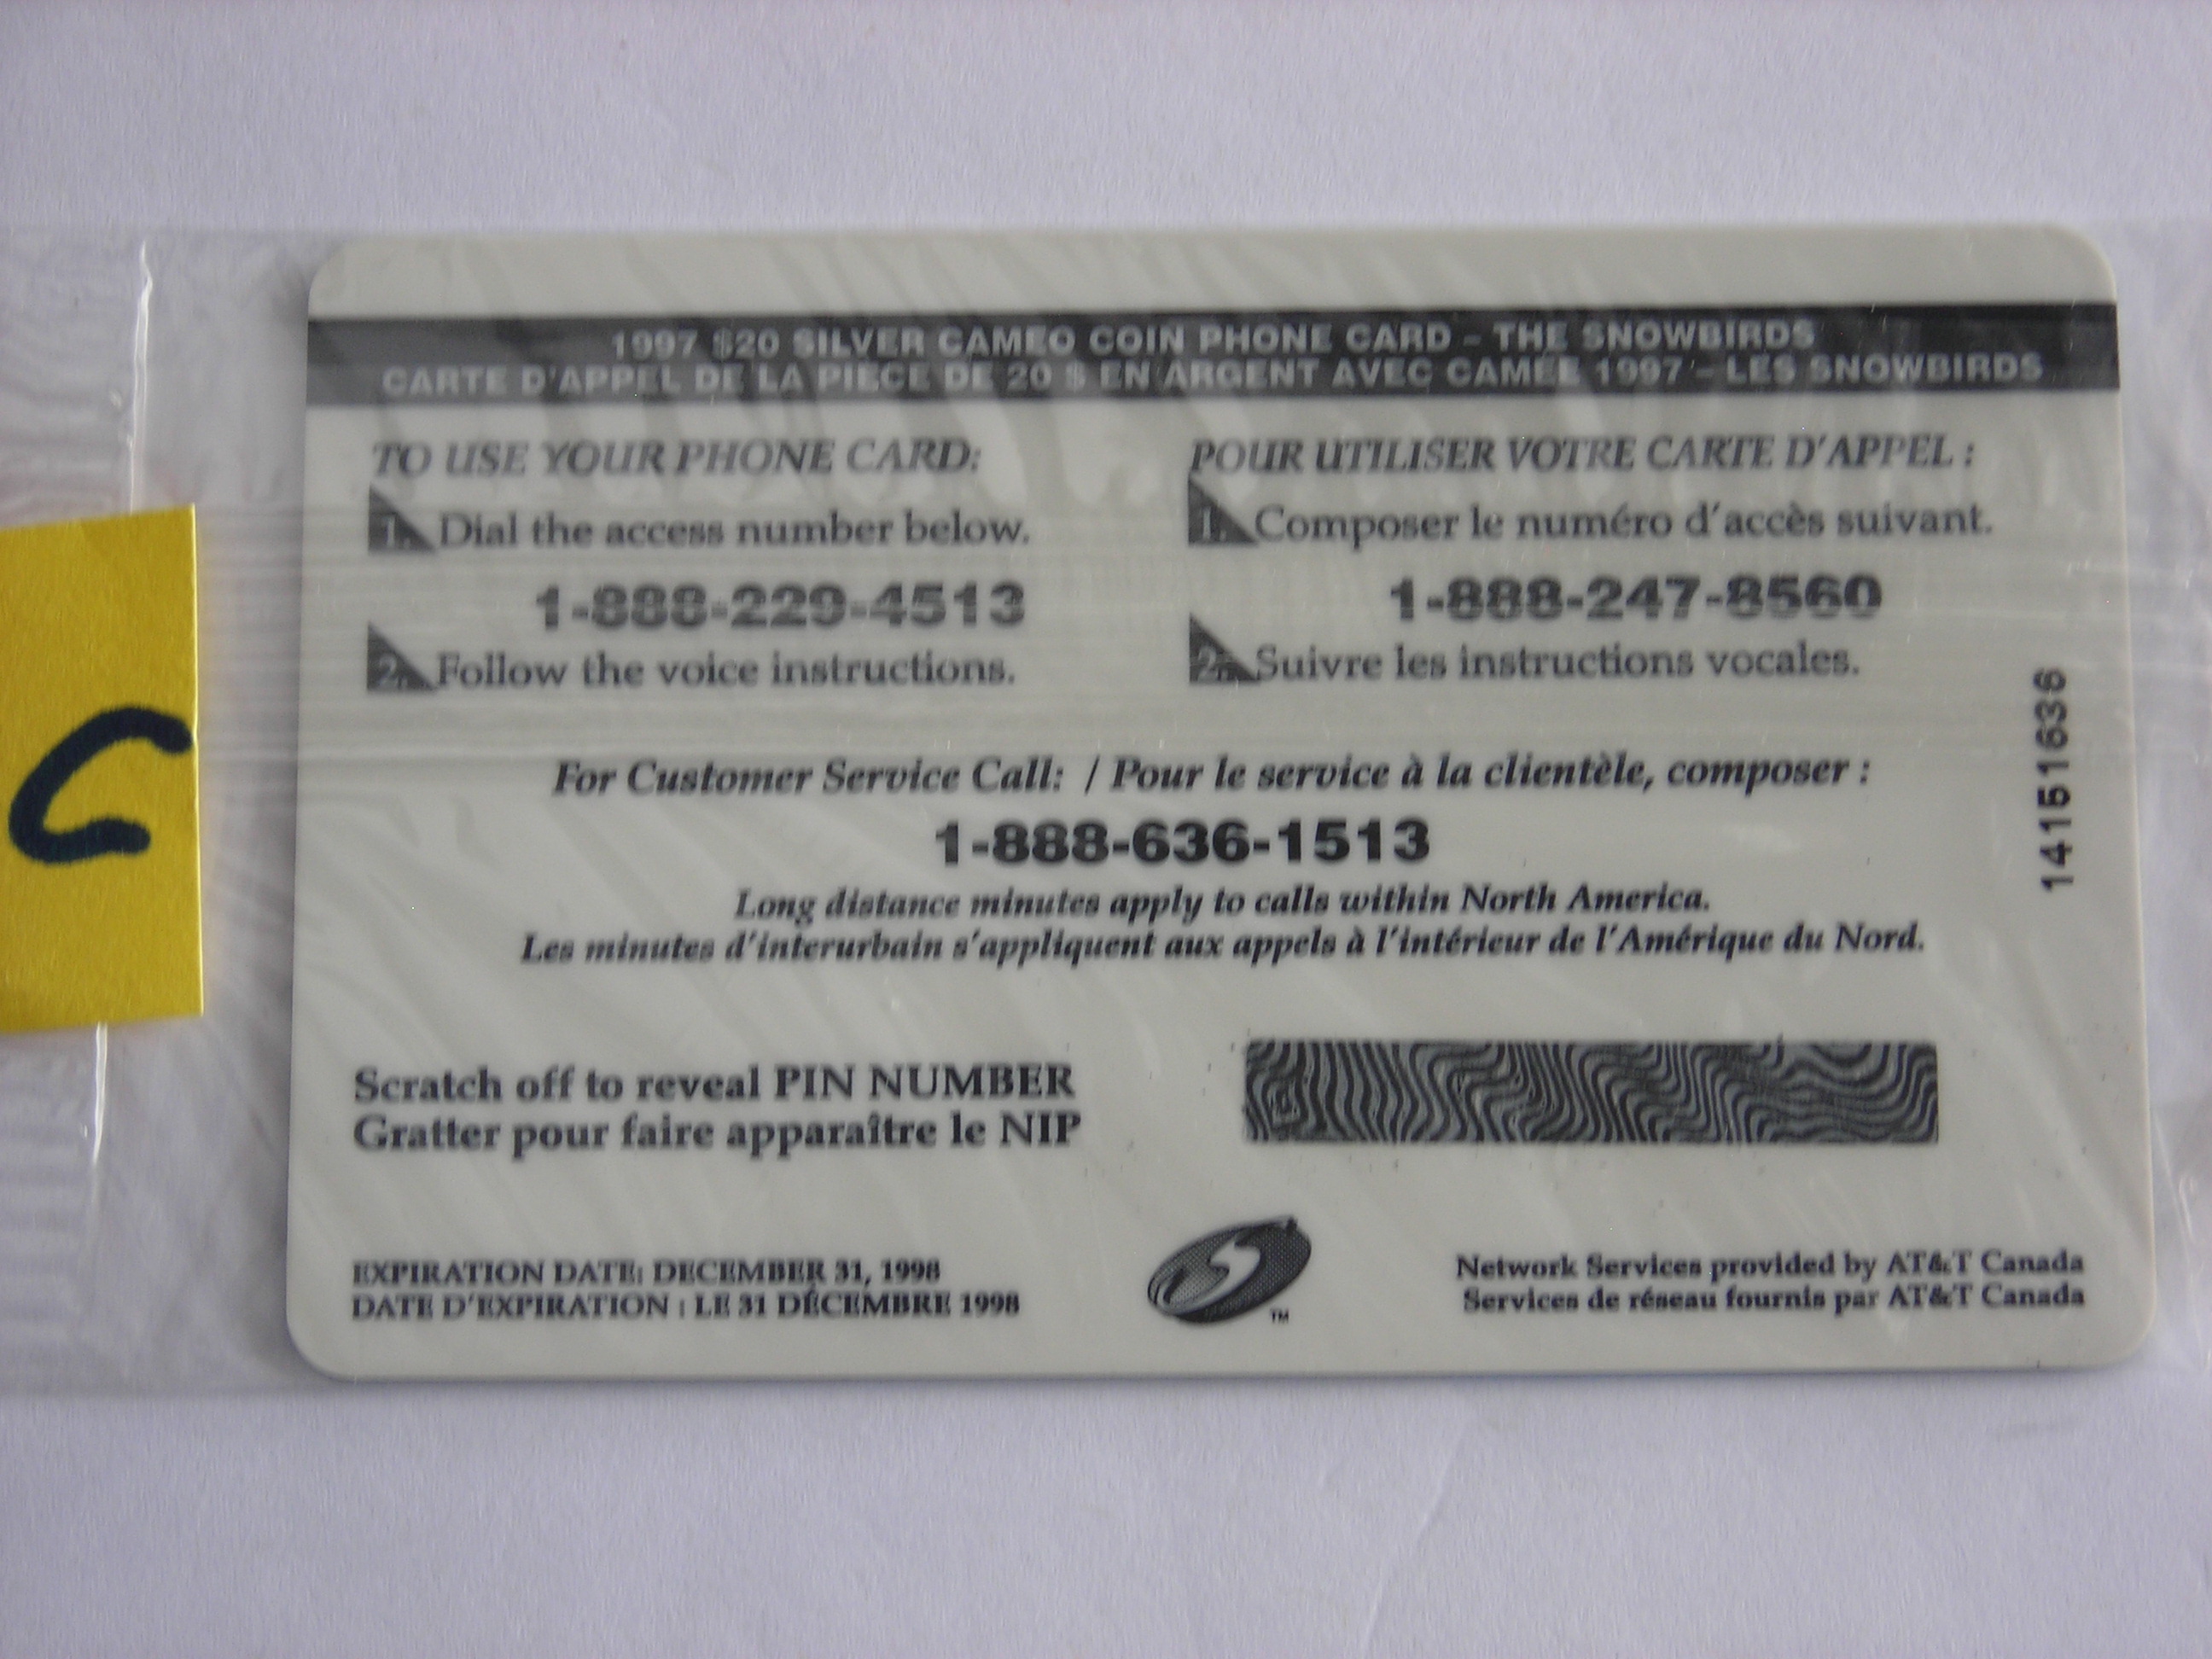 1997 $20 SILVER CAMEO COIN PHONE CARD - THE SNOWBIRDS
CARTE D'APPEL DE LA PIECE DE 20 $ EN ARGENT AVEC CAMÉE 1997 - LES SNOWBIRDS
TO USE YOUR PHONE CARD:
1. Dial the access number below.
1-888-229-4513
2. Follow the voice instructions.
POUR UTILISER VOTRE CARTE D'APPEL :
1. Composer le numéro d'accès suivant.
1-888-247-8560
2. Suivre les instructions vocales.
For Customer Service Call: / Pour le service à la clientèle, composer :
1-888-636-1513
Long distance minutes apply to calls within North America.
Les minutes d'interurbain s'appliquent aux appels à l'intérieur de l'Amérique du Nord.
14151636
Scratch off to reveal PIN NUMBER
Gratter pour faire apparaître le NIP
EXPIRATION DATE: DECEMBER 31, 1998
DATE D'EXPIRATION : LE 31 DÉCEMBRE 1998
TM
Network Services provided by AT&T Canada
Services de réseau fournis par AT&T Canada
C